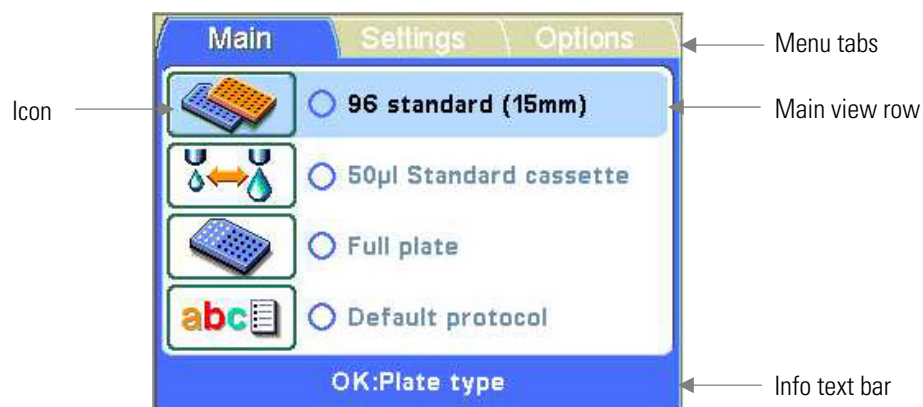 Main Settings Options
Menu tabs
Icon
96 standard (15mm)
Main view row
50µl Standard cassette
Full plate
abc
Default protocol
OK:Plate type
Info text bar